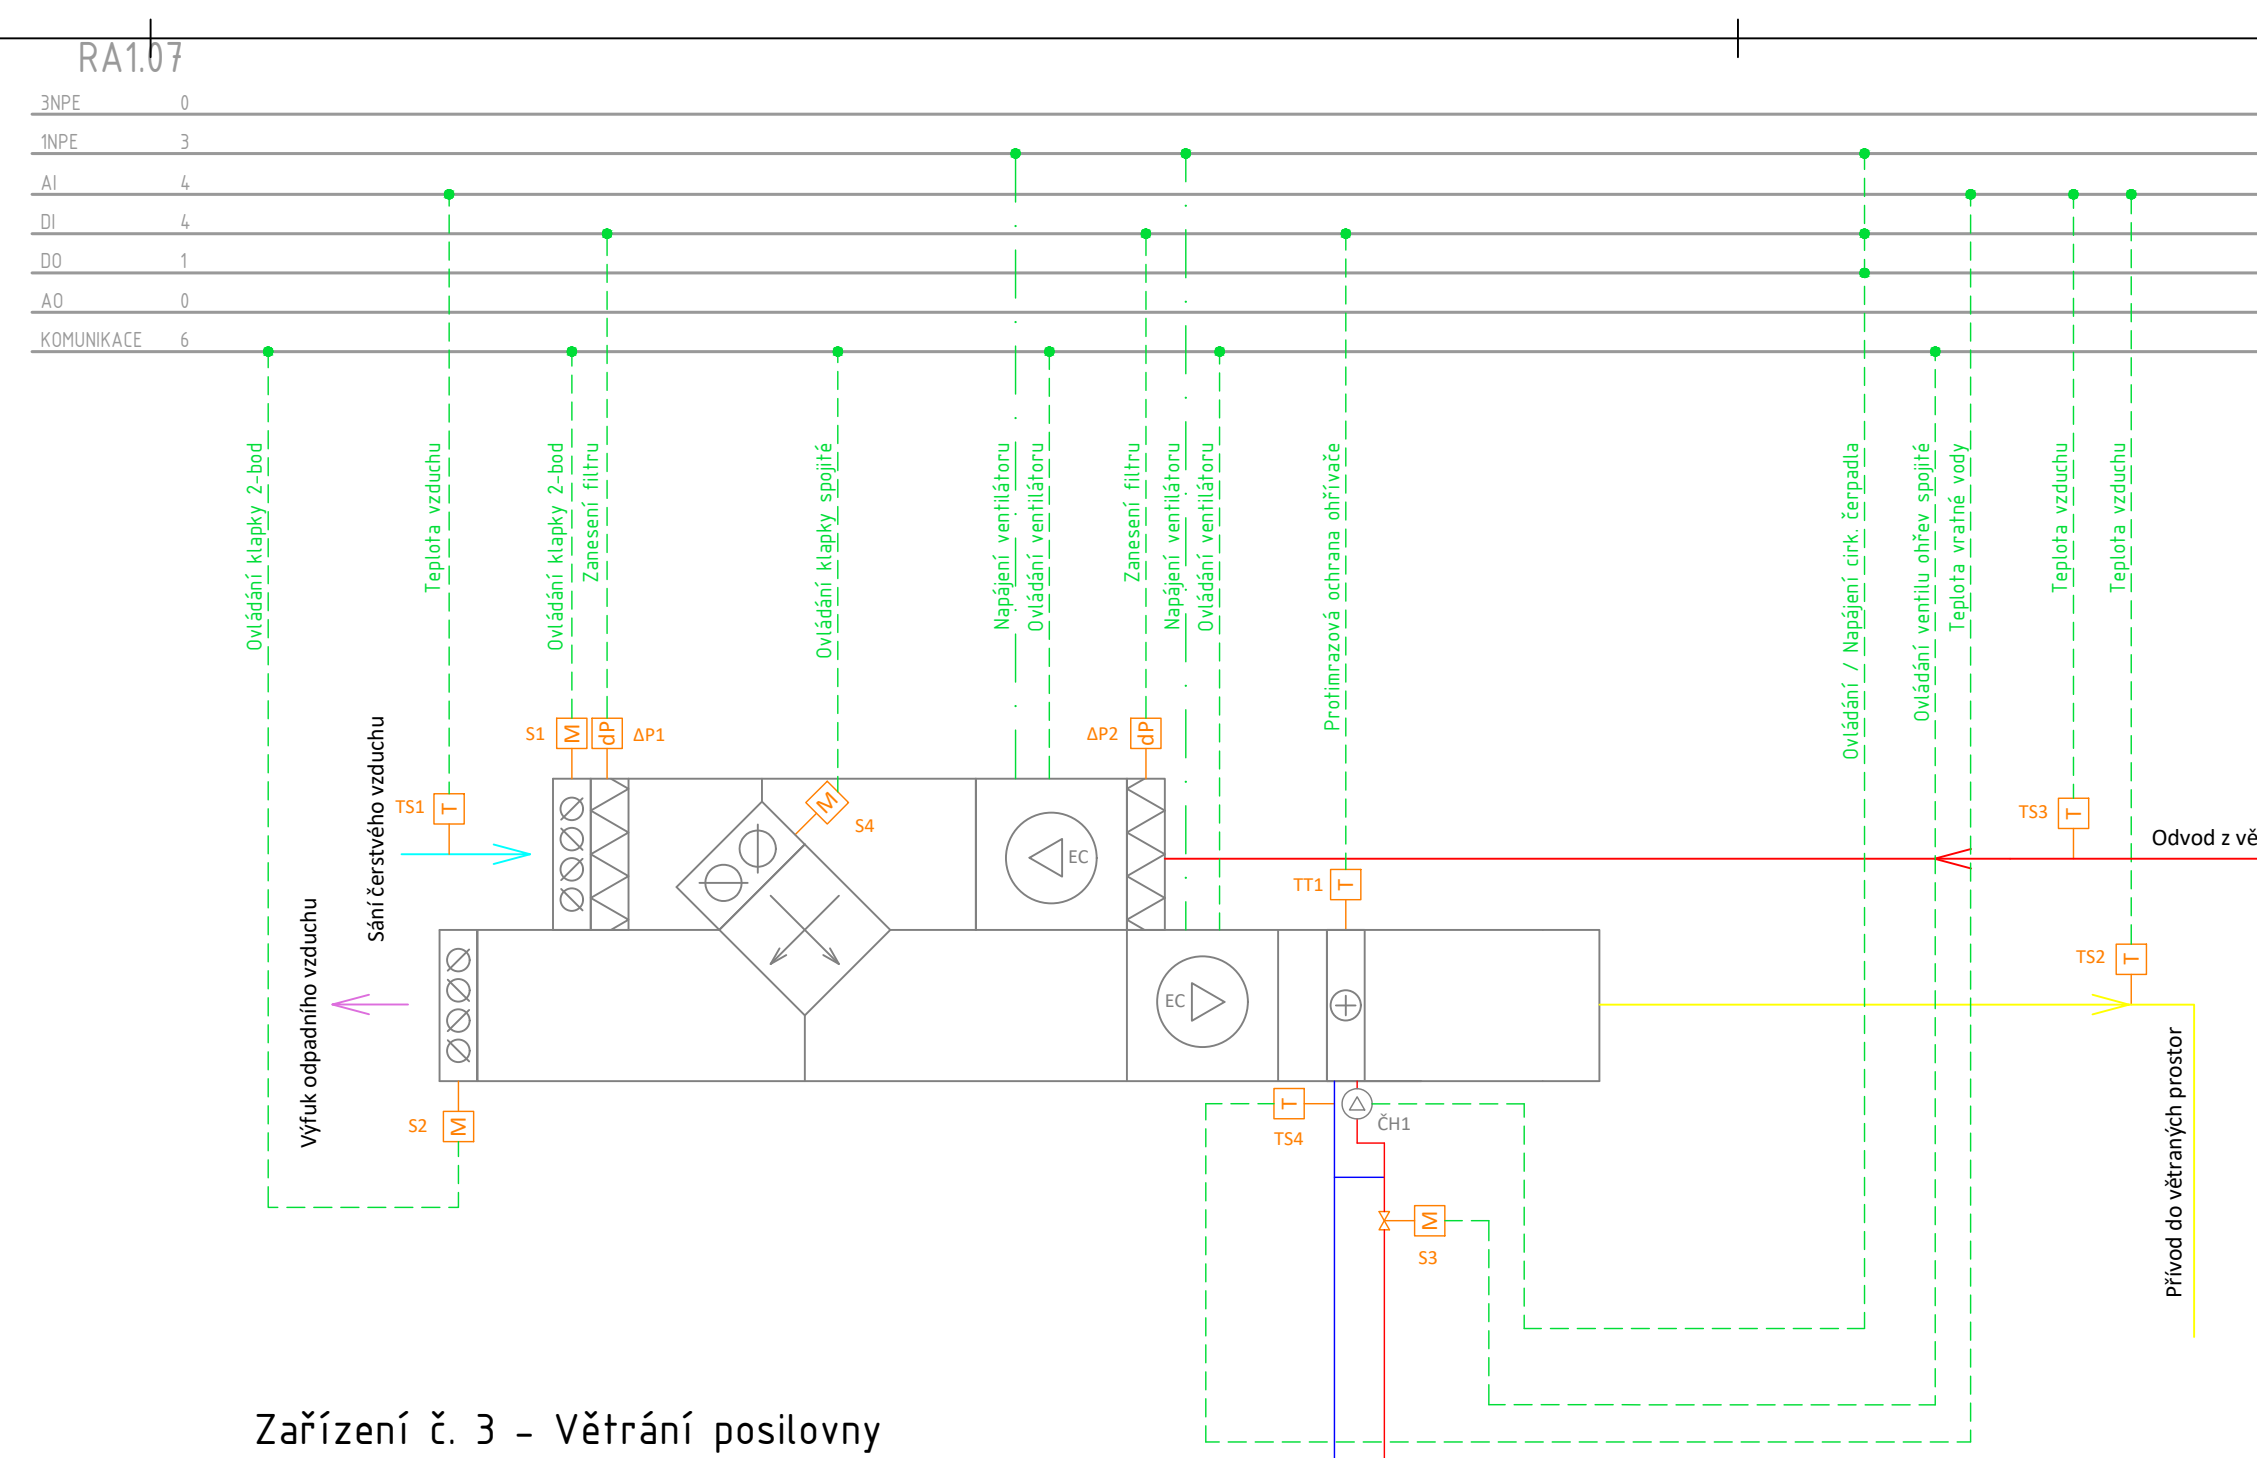 RA1.07
3NPE 0
1NPE 3
AI 4
DI 4
DO 1
AO 0
KOMUNIKACE 6
Ovládání klapky 2-bod
Teplota vzduchu
Ovládání klapky 2-bod
Zanesení filtru
Ovládání klapky spojité
Napájení ventilátoru
Ovládání ventilátoru
Zanesení filtru
Napájení ventilátoru
Ovládání ventilátoru
Protimrazová ochrana ohřívače
Ovládání / Napájení cirk. čerpadla
Ovládání ventilu ohřev spojité
Teplota vratné vody
Teplota vzduchu
Teplota vzduchu
S1
M
dP
ΔP1
ΔP2
dP
Sání čerstvého vzduchu
TS1
T
M
S4
EC
TS3
T
Odvod z vě
TT1
T
Výfuk odpadního vzduchu
EC
TS2
T
S2
M
T
TS4
ČH1
M
S3
Přívod do větraných prostor
Zařízení č. 3 - Větrání posilovny